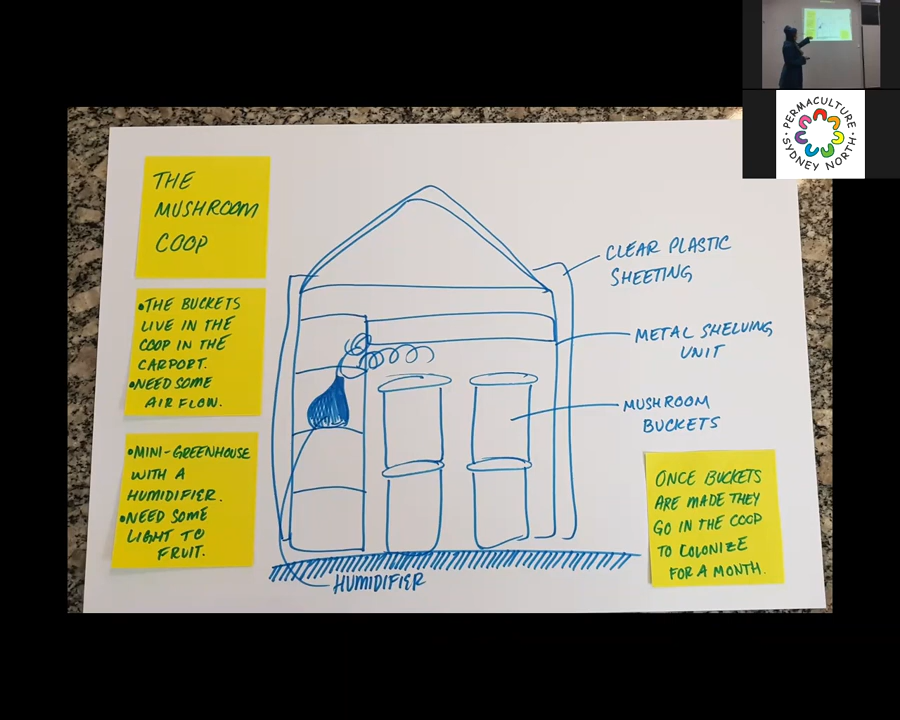 THE
MUSHROOM
COOP
•THE BUCKETS
LIVE IN THE
COOP IN THE
CARPORT.
•NEED SOME
AIR FLOW.
•MINI-GREENHOUSE
WITH A
HUMIDIFIER.
•NEED SOME
LIGHT TO
FRUIT.
CLEAR PLASTIC
SHEETING
METAL SHELVING
UNIT
MUSHROOM
BUCKETS
ONCE BUCKETS
ARE MADE THEY
GO IN THE COOP
TO COLONIZE
FOR A MONTH.
HUMIDIFIER
PERMACULTURE
SYDNEY NORTH